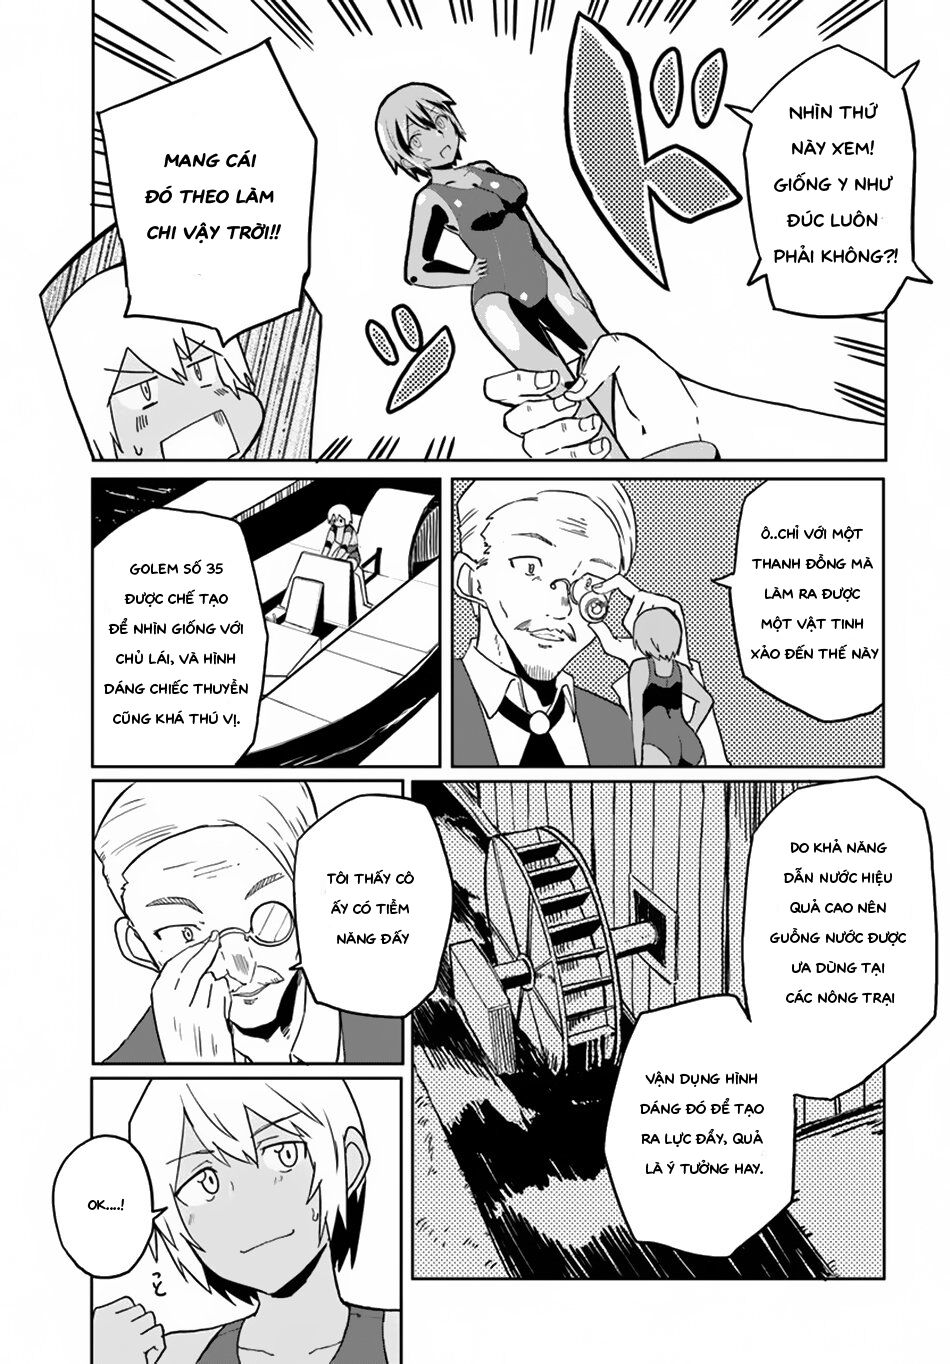 NHÌN THỨ
NÀY XEM!
GIỐNG Y NHƯ
ĐÚC LUÔN
PHẢI KHÔNG?!
ド
ン
MANG CÁI
ĐÓ THEO LÀM
CHI VẬY TRỜI!!
Ô..CHỈ VỚI MỘT
THANH ĐỒNG MÀ
LÀM RA ĐƯỢC
MỘT VẬT TINH
XẢO ĐẾN THẾ NÀY
GOLEM SỐ 35
ĐƯỢC CHẾ TẠO
ĐỂ NHÌN GIỐNG VỚI
CHỦ LÁI, VÀ HÌNH
DÁNG CHIẾC THUYỀN
CŨNG KHÁ THÚ VỊ.
DO KHẢ NĂNG
DẪN NƯỚC HIỆU
QUẢ CAO NÊN
GUỒNG NƯỚC ĐƯỢC
ƯA DÙNG TẠI
CÁC NÔNG TRẠI
VẬN DỤNG HÌNH
DÁNG ĐÓ ĐỂ TẠO
RA LỰC ĐẨY, QUẢ
LÀ Ý TƯỞNG HAY.
TÔI THẤY CÔ
ẤY CÓ TIỀM
NĂNG ĐẤY
OK....!